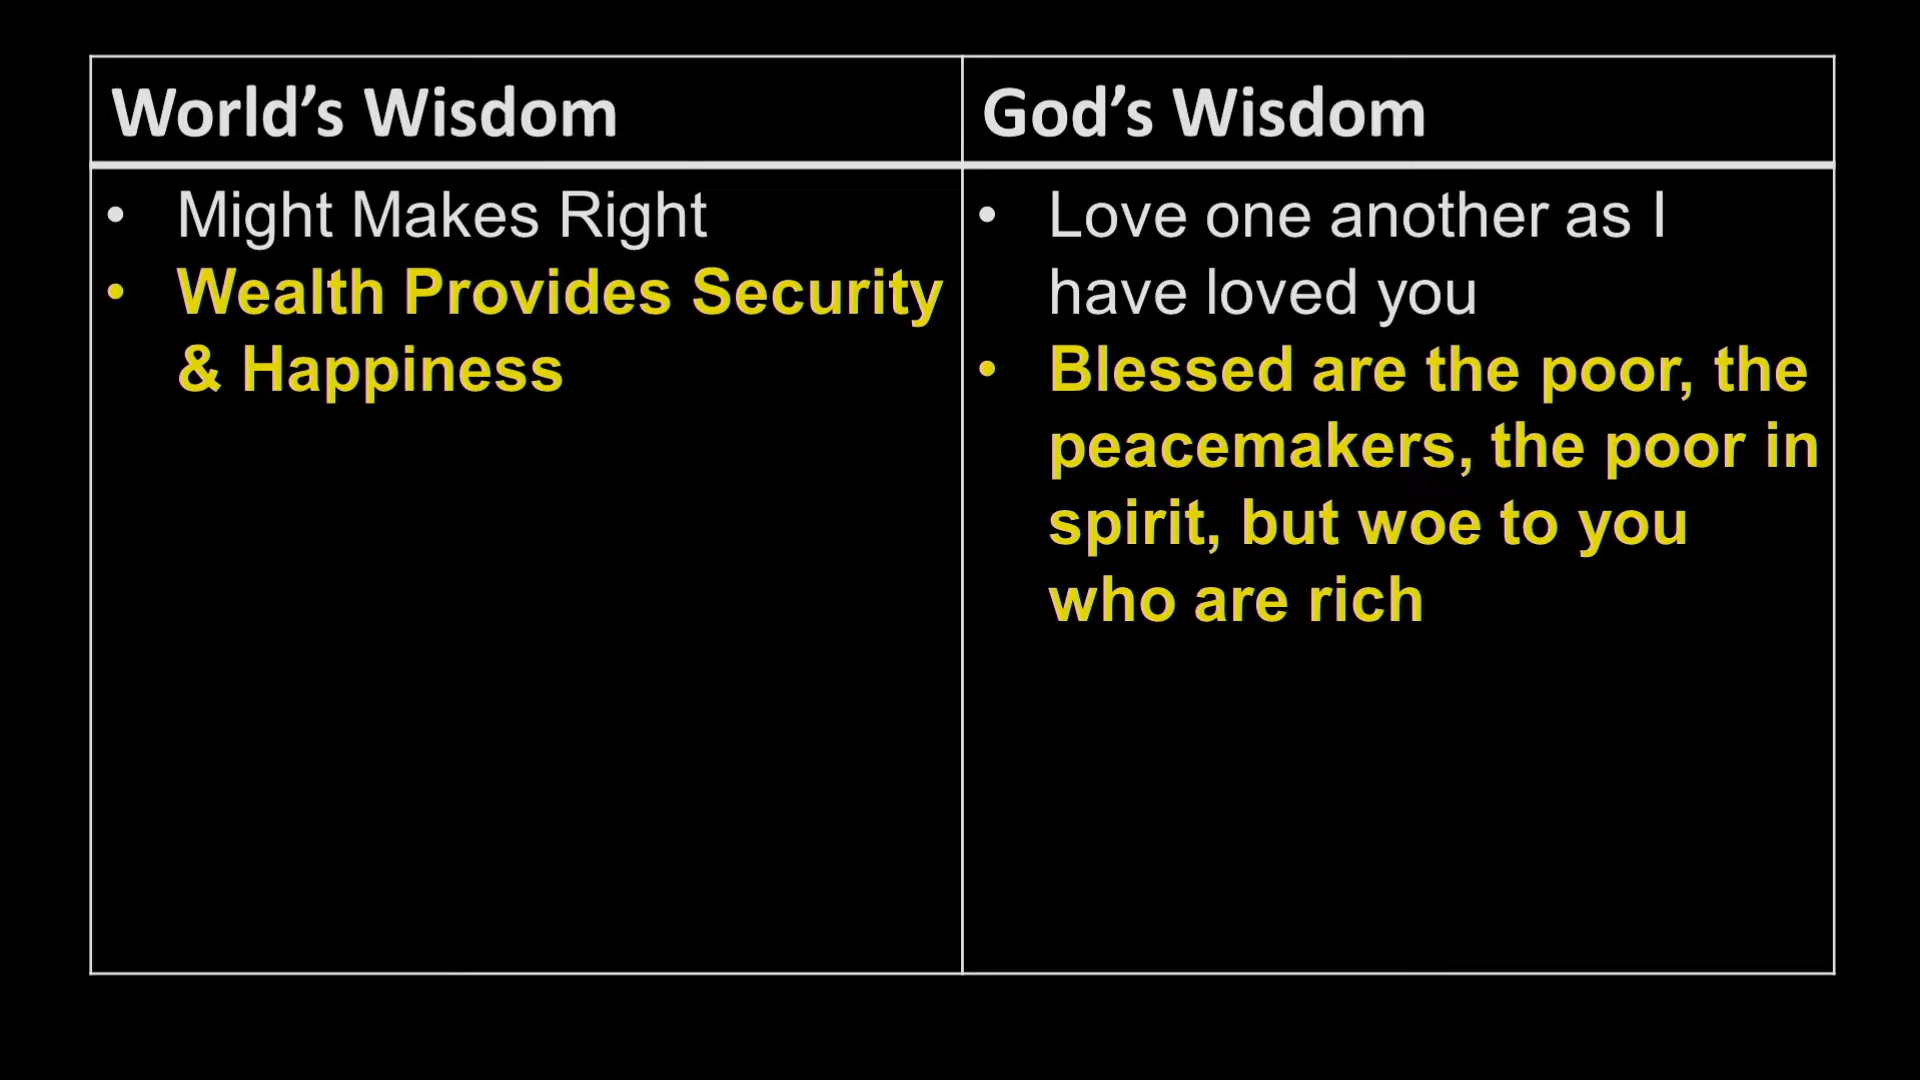 World’s Wisdom
God’s Wisdom
• Might Makes Right
• Wealth Provides Security
& Happiness
• Love one another as I
have loved you
• Blessed are the poor, the
peacemakers, the poor in
spirit, but woe to you
who are rich